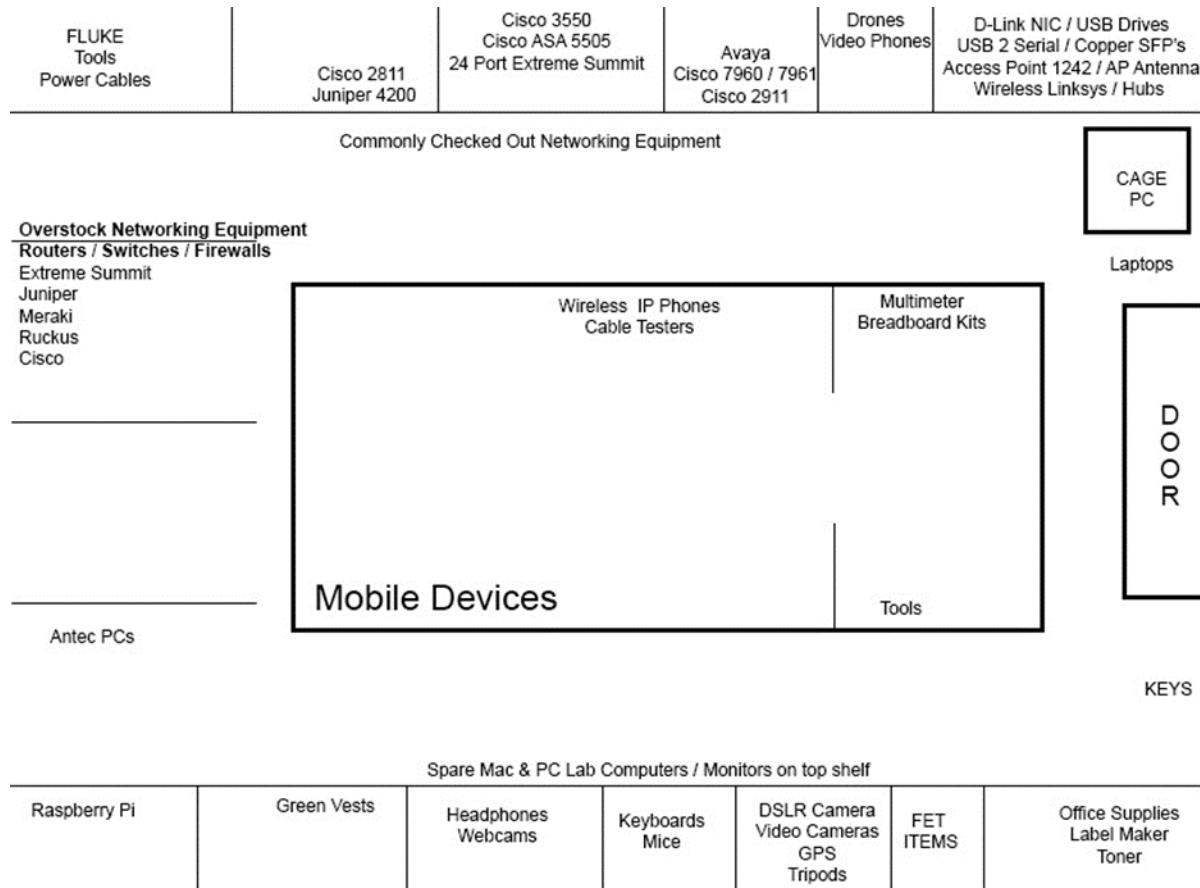 FLUKE
Tools
Power Cables
Cisco 2811
Juniper 4200
Cisco 3550
Cisco ASA 5505
24 Port Extreme Summit
Avaya
Cisco 7960 / 7961
Cisco 2911
Drones
Video Phones
D-Link NIC / USB Drives
USB 2 Serial / Copper SFP's
Access Point 1242 / AP Antenna
Wireless Linksys / Hubs
Commonly Checked Out Networking Equipment
CAGE
PC
Laptops
Overstock Networking Equipment
Routers / Switches / Firewalls
Extreme Summit
Juniper
Meraki
Ruckus
Cisco
Wireless IP Phones
Cable Testers
Multimeter
Breadboard Kits
DOOR
Mobile Devices
Tools
Antec PCs
KEYS
Spare Mac & PC Lab Computers / Monitors on top shelf
Raspberry Pi
Green Vests
Headphones
Webcams
Keyboards
Mice
DSLR Camera
Video Cameras
GPS
Tripods
FET
ITEMS
Office Supplies
Label Maker
Toner